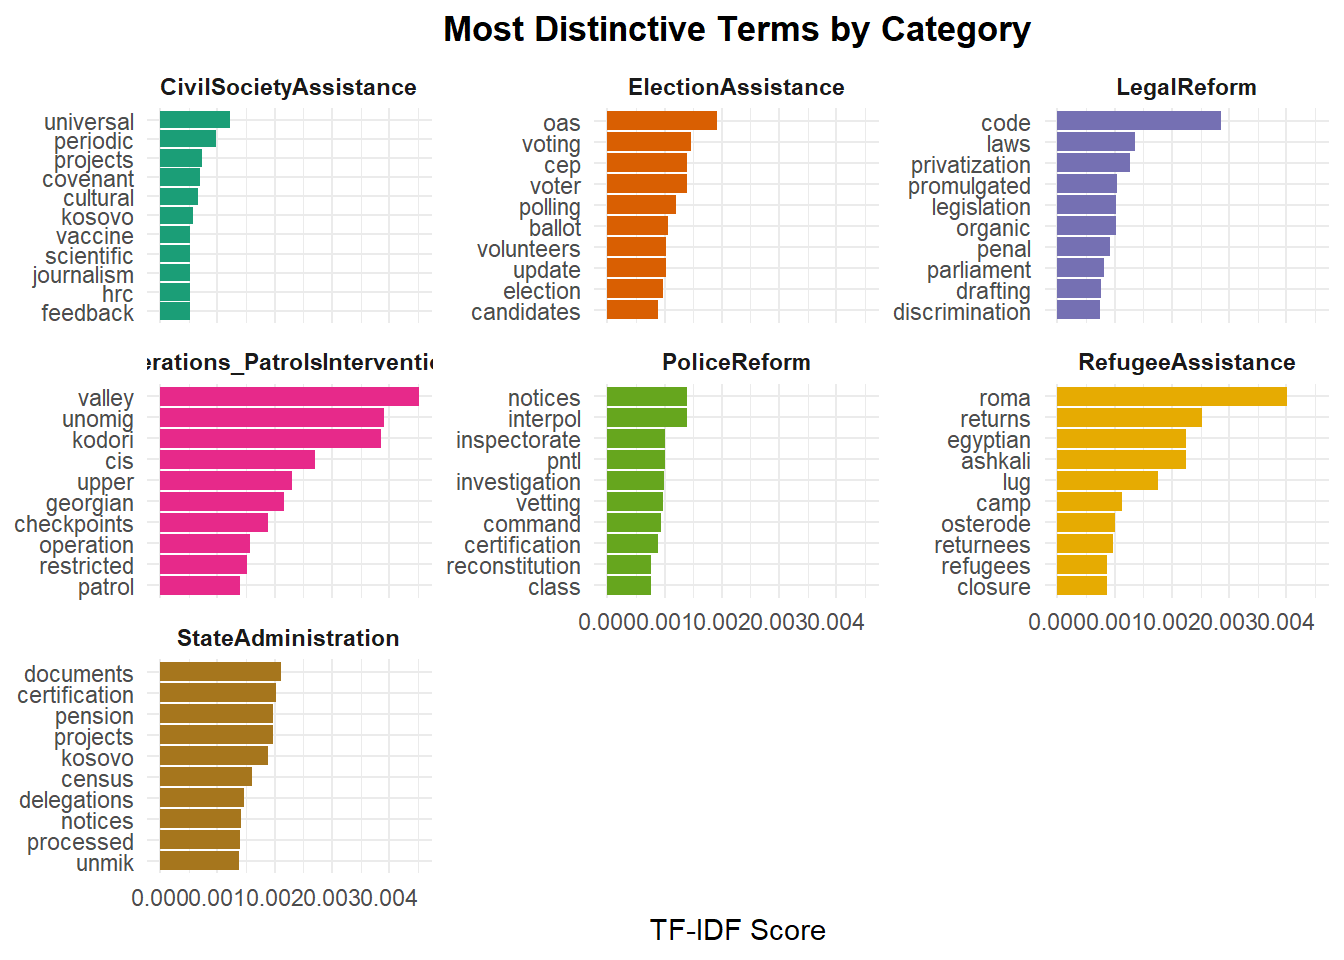 Most Distinctive Terms by Category
CivilSocietyAssistance
universal
periodic
projects
covenant
cultural
kosovo
vaccine
scientific
journalism
hrc
feedback
ElectionAssistance
oas
voting
cep
voter
polling
ballot
volunteers
update
election
candidates
LegalReform
code
laws
privatization
promulgated
legislation
organic
penal
parliament
drafting
discrimination
erations_PatrolsInterventi
valley
unomig
kodori
cis
upper
georgian
checkpoints
operation
restricted
patrol
PoliceReform
notices
interpol
inspectorate
pntl
investigation
vetting
command
certification
reconstitution
class
0.0000.0010.0020.0030.004
RefugeeAssistance
roma
returns
egyptian
ashkali
lug
camp
osterode
returnees
refugees
closure
0.0000.0010.0020.0030.004
StateAdministration
documents
certification
pension
projects
kosovo
census
delegations
notices
processed
unmik
0.0000.0010.0020.0030.004
TF-IDF Score